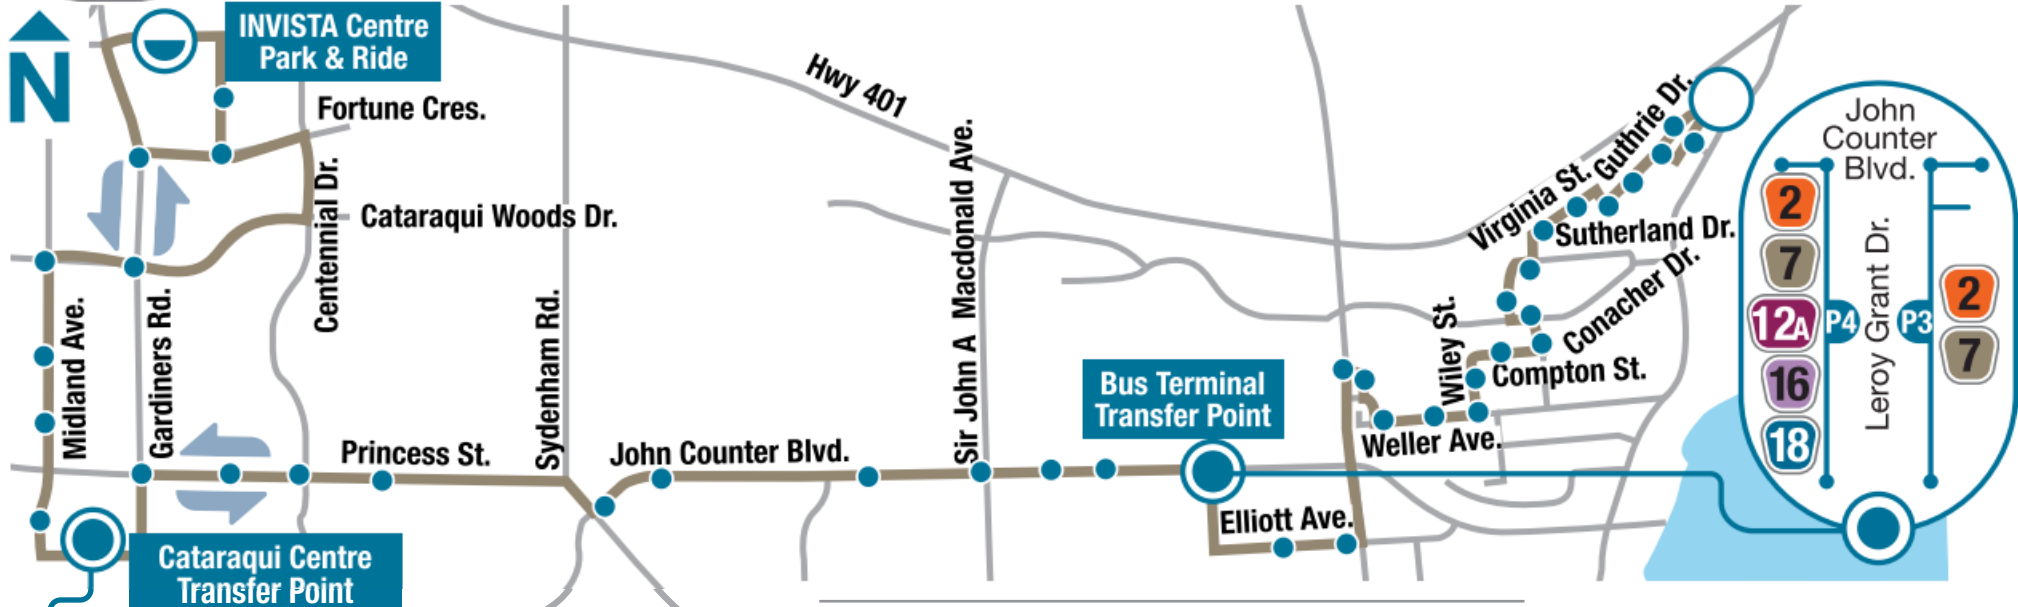 N
INVISTA Centre
Park & Ride
Fortune Cres.
Centennial Dr.
Cataraqui Woods Dr.
Midland Ave.
Gardiners Rd.
Princess St.
Sydenham Rd.
Cataraqui Centre
Transfer Point
Hwy 401
John Counter Blvd.
Sir John A Macdonald Ave.
Bus Terminal
Transfer Point
Elliott Ave.
Weller Ave.
Wiley St.
Compton St.
Conacher Dr.
Sutherland Dr.
Virginia St.
Guthrie Dr.
John
Counter
Blvd.
Leroy Grant Dr.
2
7
12A
16
18
P4
P3
2
7